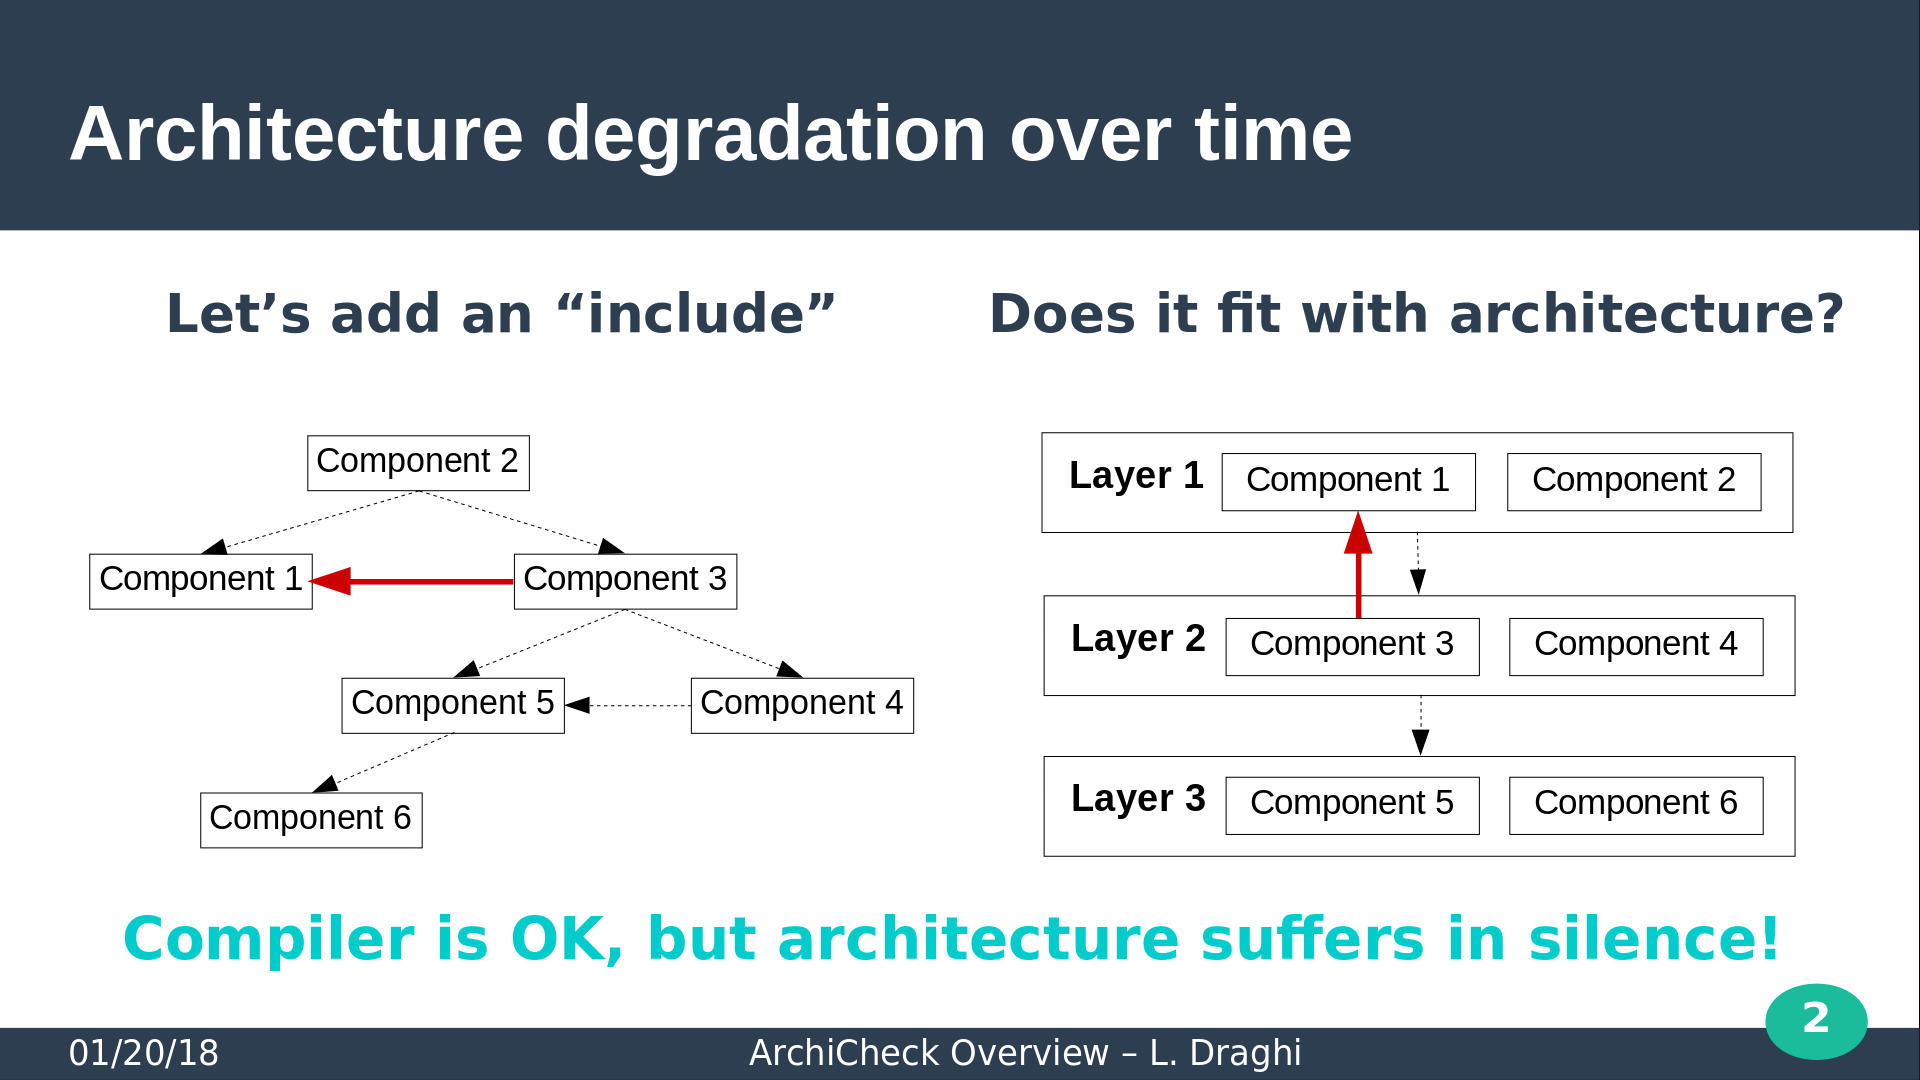 Architecture degradation over time
Let’s add an “include”
Component 2
Component 1
Component 3
Component 5
Component 4
Component 6
Does it fit with architecture?
Layer 1
Component 1
Component 2
Layer 2
Component 3
Component 4
Layer 3
Component 5
Component 6
Compiler is OK, but architecture suffers in silence!
2
01/20/18
ArchiCheck Overview – L. Draghi